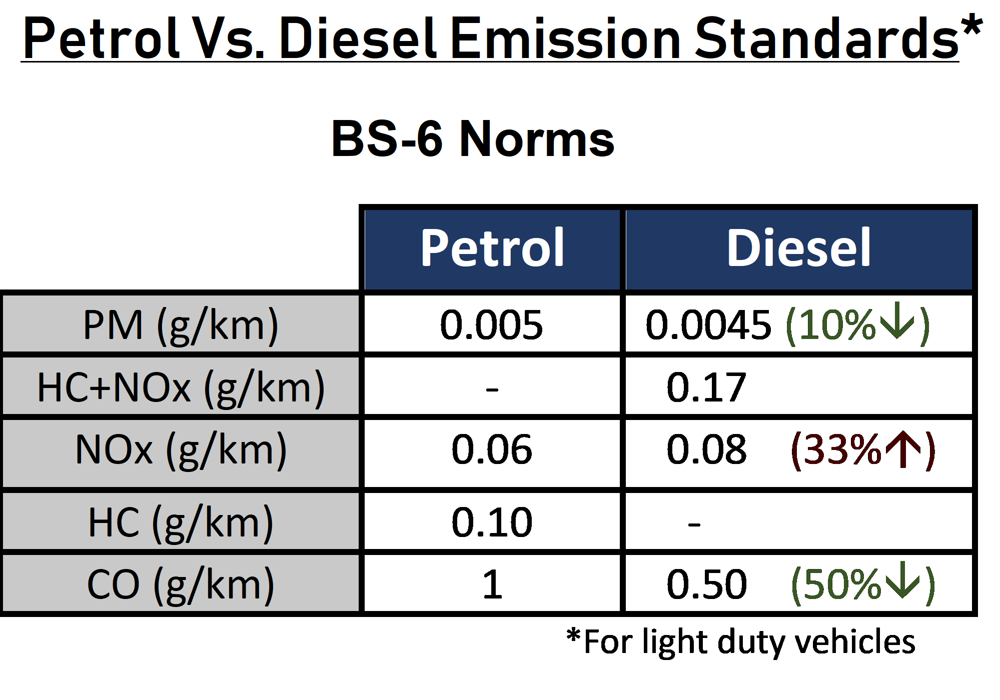 Petrol Vs. Diesel Emission Standards*
BS-6 Norms
Petrol Diesel
PM (g/km) 0.005 0.0045 (10%↓)
HC+NOx (g/km) - 0.17
NOx (g/km) 0.06 0.08 (33%↑)
HC (g/km) 0.10 -
CO (g/km) 1 0.50 (50%↓)
*For light duty vehicles